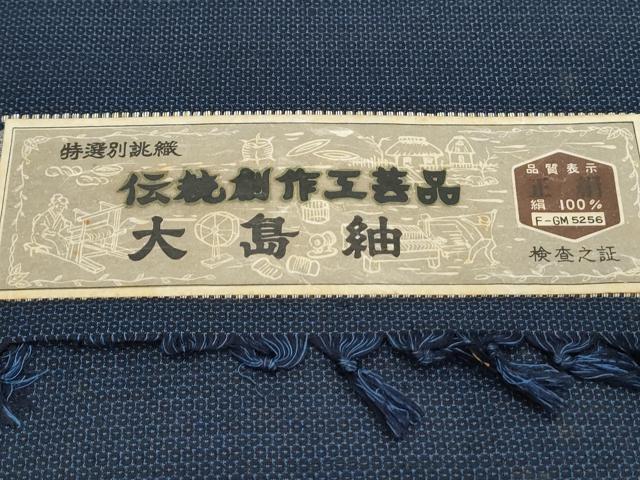 特選別誂織
伝統創作工芸品
大島紬
品質表示
正絹
絹 100%
F-GM 5256
検査之証